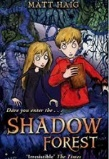 MATT HAIG
Dare you enter the...
SHADOW
FOREST
'Irresistible' The Times